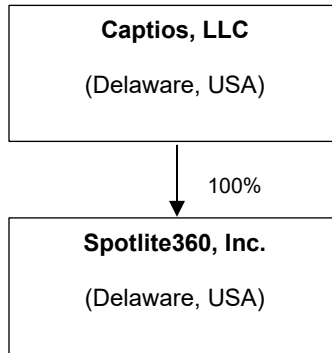 Captios, LLC
(Delaware, USA)
100%
Spotlite360, Inc.
(Delaware, USA)